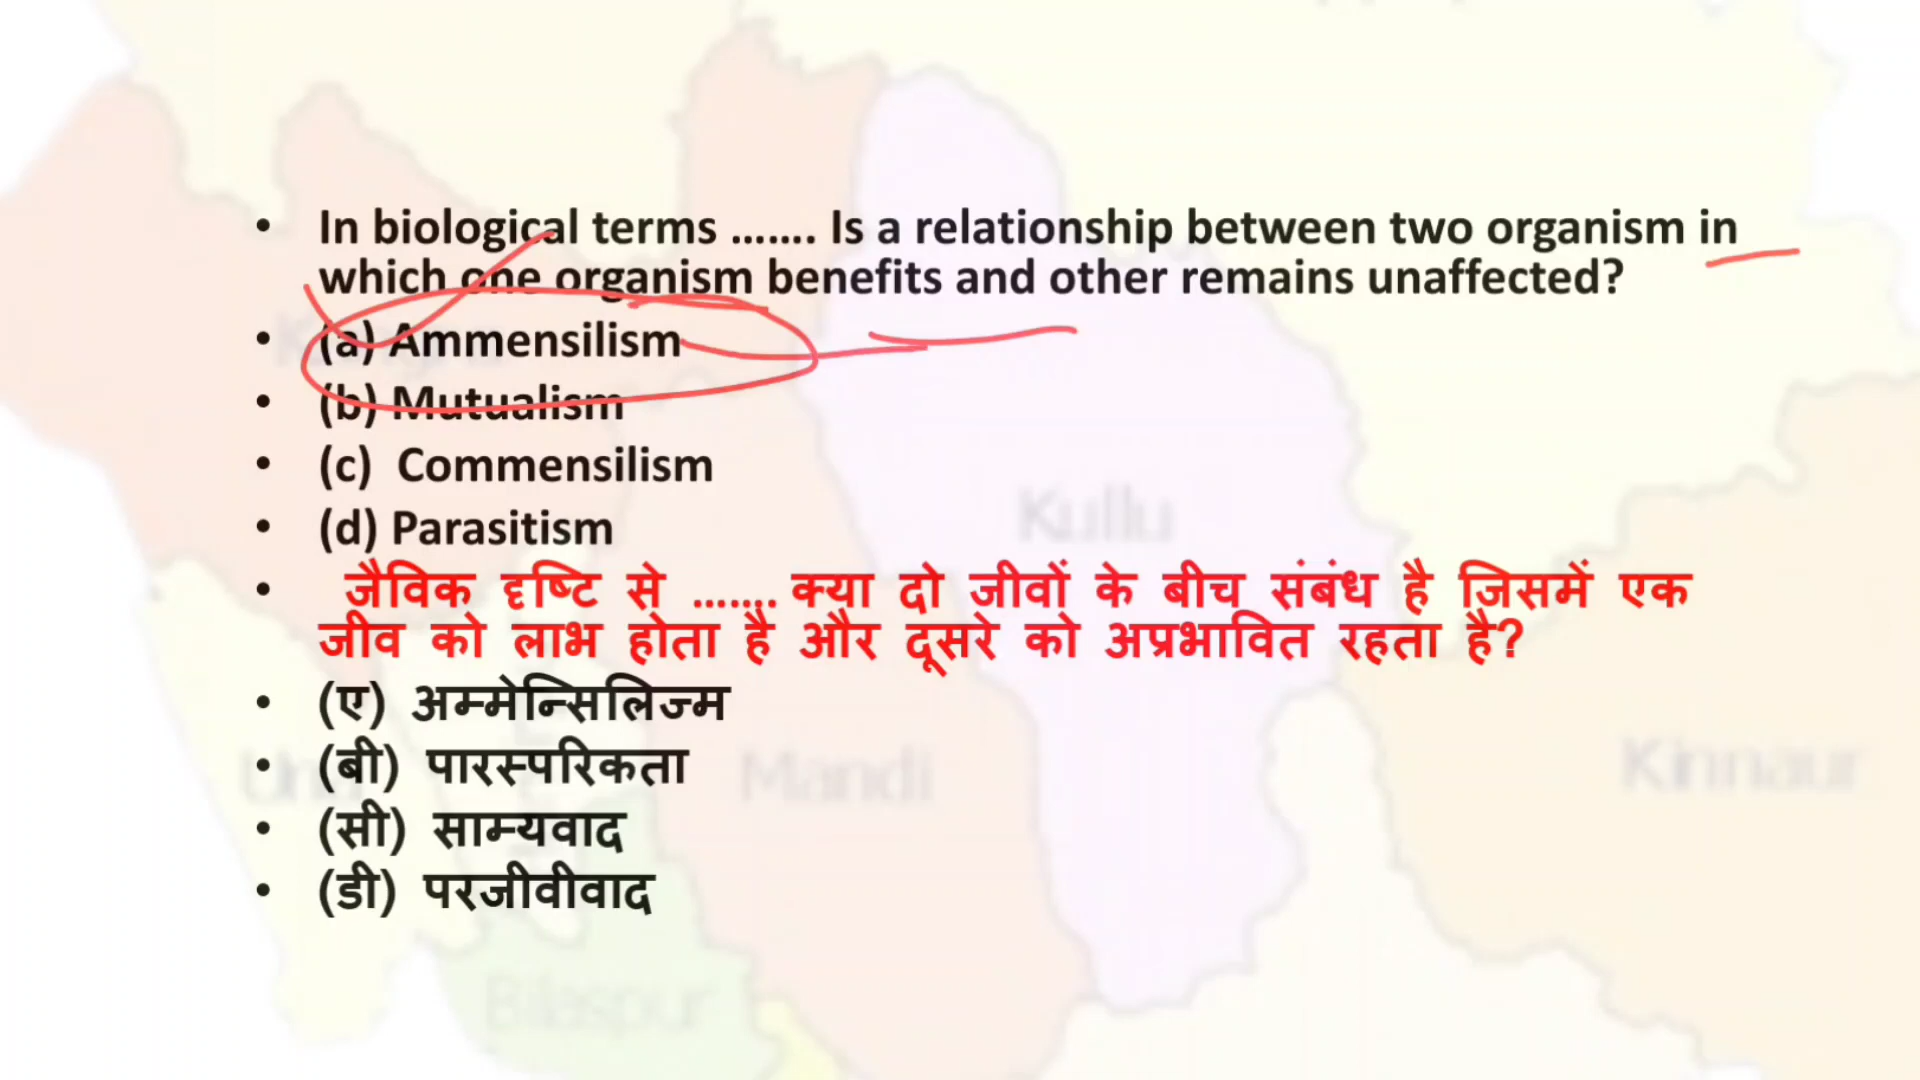 • In biological terms ....... Is a relationship between two organism in
which one organism benefits and other remains unaffected?
• (a) Ammensilism
• (b) Mutualism
• (c) Commensilism
• (d) Parasitism
• जैविक दृष्टि से ....... क्या दो जीवों के बीच संबंध है जिसमें एक
जीव को लाभ होता है और दूसरे को अप्रभावित रहता है?
• (ए) अम्मेन्सिलिज्म
• (बी) पारस्परिकता
• (सी) साम्यवाद
• (डी) परजीवीवाद
Kullu
Mandi
Kinnaur
Bilaspur